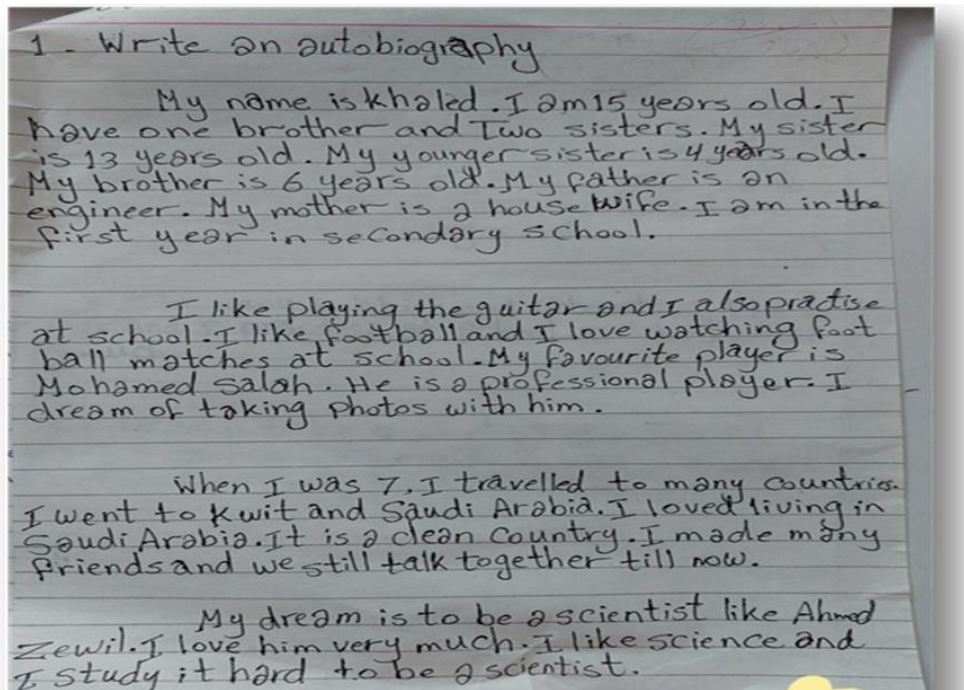 1 - Write an autobiography
My name is khaled. I am 15 years old. I
have one brother and Two sisters. My sister
is 13 years old. My younger sister is 4 years old.
My brother is 6 years old. My father is an
engineer. My mother is a house wife. I am in the
first year in secondary school.
I like playing the guitar and I also practise
at school. I like football and I love watching foot
ball matches at school. My favourite player is
Mohamed Salah. He is a professional player. I
dream of taking photos with him.
When I was 7, I travelled to many countries.
I went to Kwit and Saudi Arabia. I loved living in
Saudi Arabia. It is a clean country. I made many
friends and we still talk together till now.
My dream is to be a scientist like Ahmed
Zewil. I love him very much. I like science and
I study it hard to be a scientist.